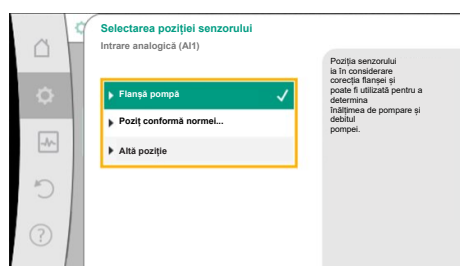 Selectarea poziției senzorului
Intrare analogică (AI1)
Flanșă pompă
Poziț conformă normei...
Altă poziție
Poziția senzorului
ia în considerare
corecția flanșei și
poate fi utilizată pentru a
determina
înălțimea de pompare și
debitul
pompei.